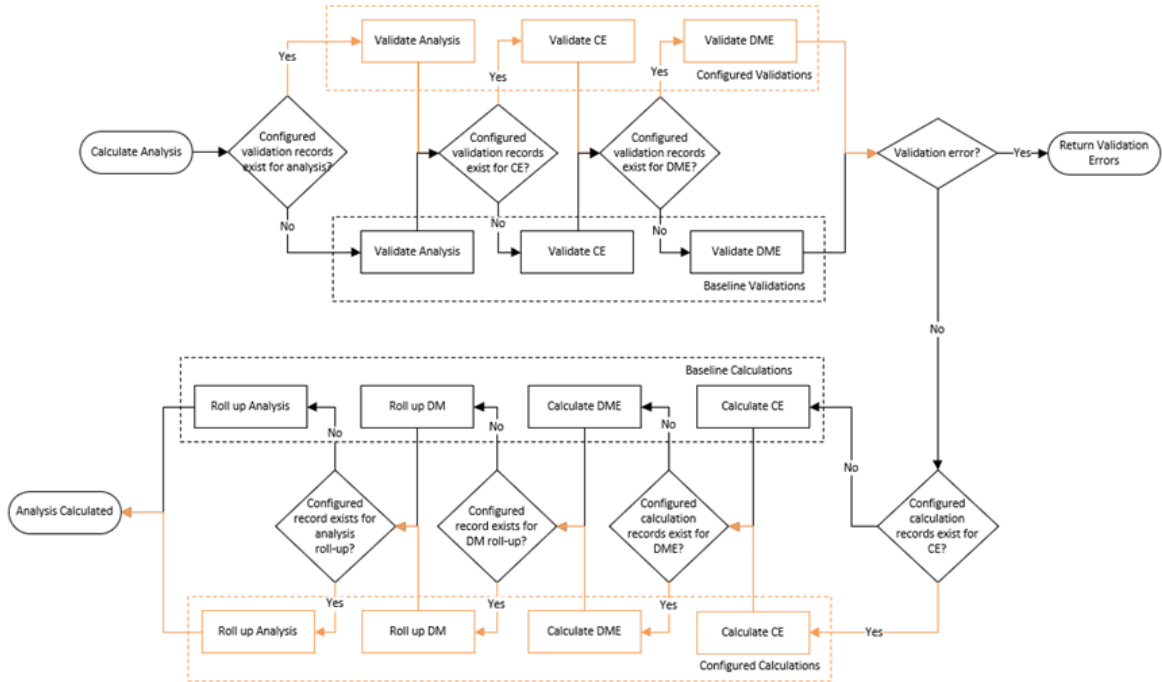 Validate Analysis
Validate CE
Validate DME
Yes
Yes
Yes
Configured Validations
Calculate Analysis
Configured
validation records
exist for analysis?
Configured
validation records
exist for CE?
Configured
validation records
exist for DME?
Validation error?
Yes
Return Validation
Errors
No
No
No
Validate Analysis
Validate CE
Validate DME
Baseline Validations
No
Baseline Calculations
Roll up Analysis
Roll up DM
Calculate DME
Calculate CE
No
No
No
No
Analysis Calculated
Configured
record exists for
analysis
roll-up?
Configured
record exists for
DM roll-up?
Configured
calculation
records exist for
DME?
Configured
calculation
records exist for
CE?
Yes
Yes
Yes
Yes
Roll up Analysis
Roll up DM
Calculate DME
Calculate CE
Configured Calculations